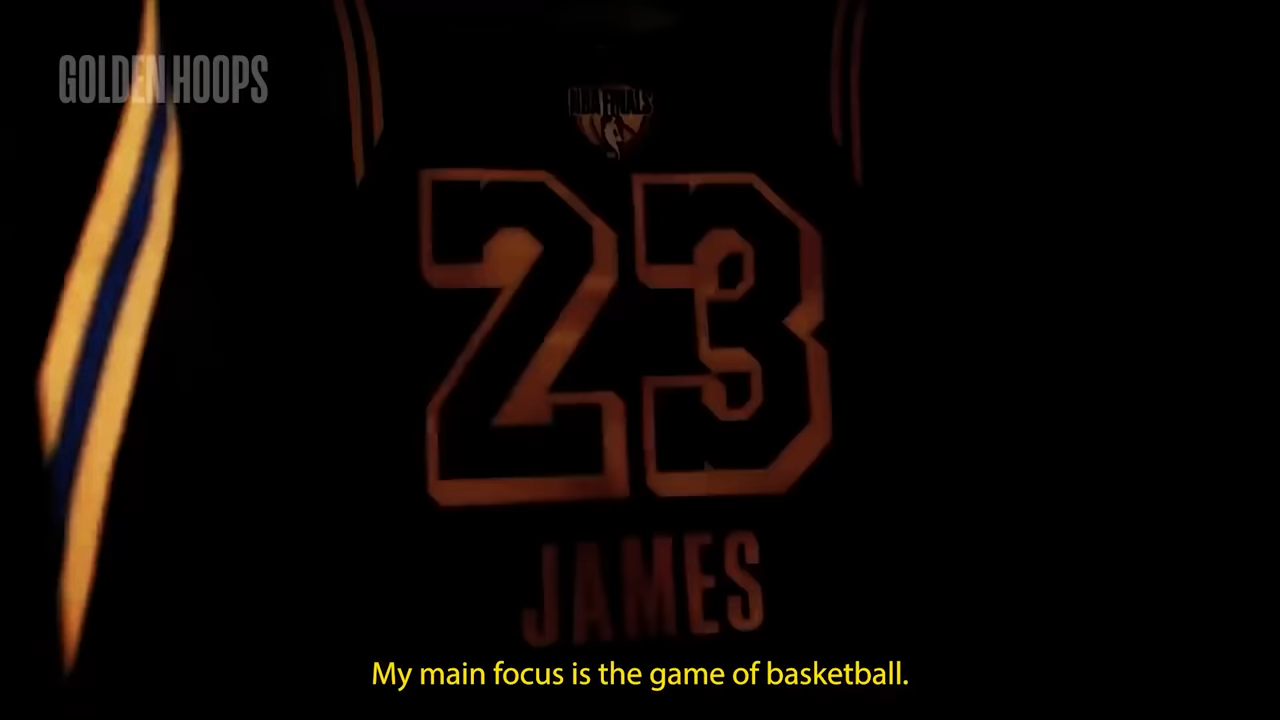 GOLDEN HOOPS
NBA FINALS
23
JAMES
My main focus is the game of basketball.